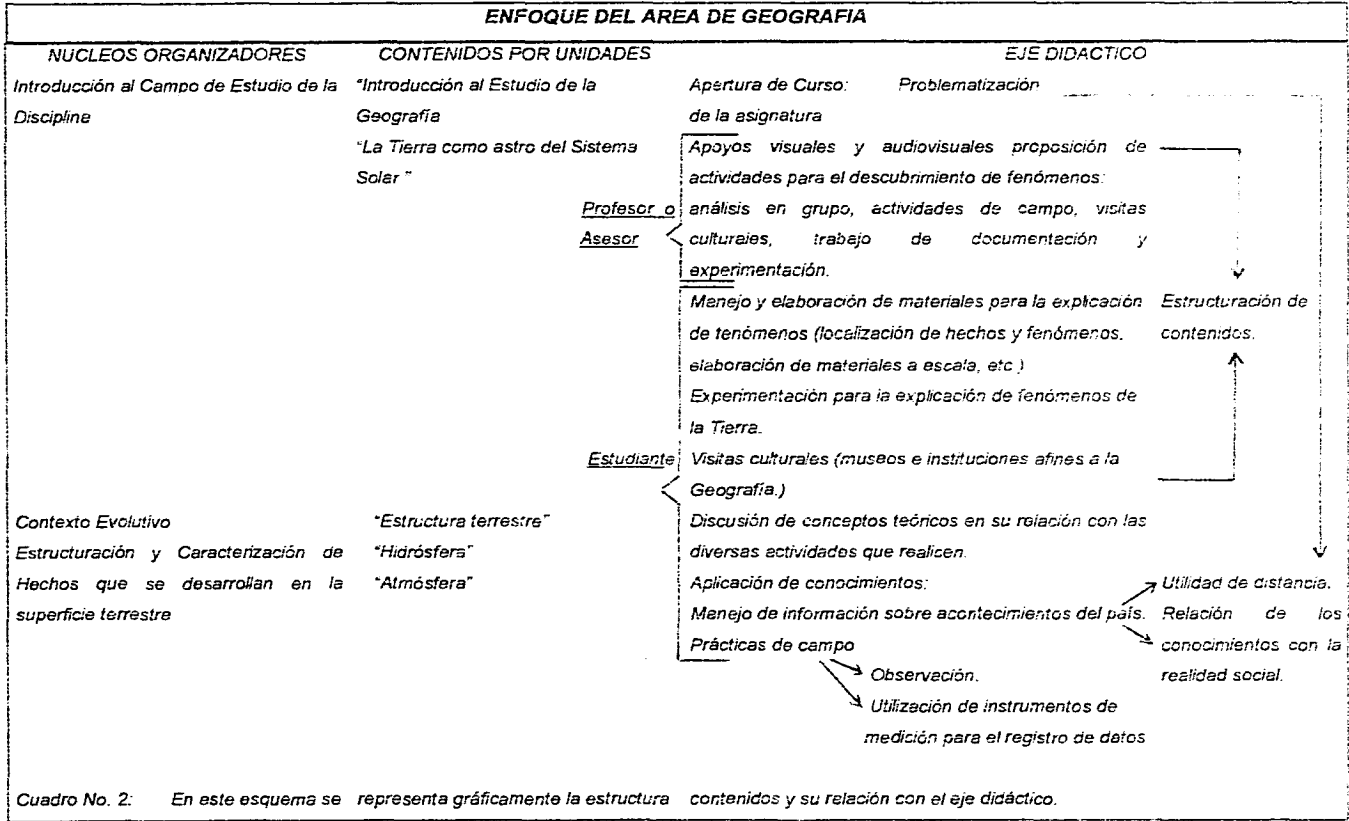 ENFOQUE DEL AREA DE GEOGRAFIA
NUCLEOS ORGANIZADORES
CONTENIDOS POR UNIDADES
EJE DIDACTICO
Introducción al Campo de Estudio de la
Discipline
"Introducción al Estudio de la
Geografía
"La Tierra como astro del Sistema
Solar"
Apertura de Curso: Problematización
de la asignatura
Profesor o
Asesor
Apoyos visuales y audiovisuales proposición de
actividades para el descubrimiento de fenómenos:
análisis en grupo, actividades de campo, visitas
culturales, trabajo de documentación y
experimentación.
Manejo y elaboración de materiales para la explicación
de fenómenos (localización de hechos y fenómenos,
elaboración de materiales a escala, etc.)
Experimentación para la explicación de fenómenos de
la Tierra.
Estructuración de
contenidos.
Estudiante
Visitas culturales (museos e instituciones afines a la
Geografía.)
Discusión de conceptos teóricos en su relación con las
diversas actividades que realicen.
Contexto Evolutivo
Estructuración y Caracterización de
Hechos que se desarrollan en la
superficie terrestre
"Estructura terrestre"
"Hidrósfera"
"Atmósfera"
Aplicación de conocimientos:
Manejo de información sobre acontecimientos del país.
Prácticas de campo
Observación.
Utilización de instrumentos de
medición para el registro de datos
Utilidad de distancia.
Relación de los
conocimientos con la
realidad social.
Cuadro No. 2: En este esquema se representa gráficamente la estructura contenidos y su relación con el eje didáctico.